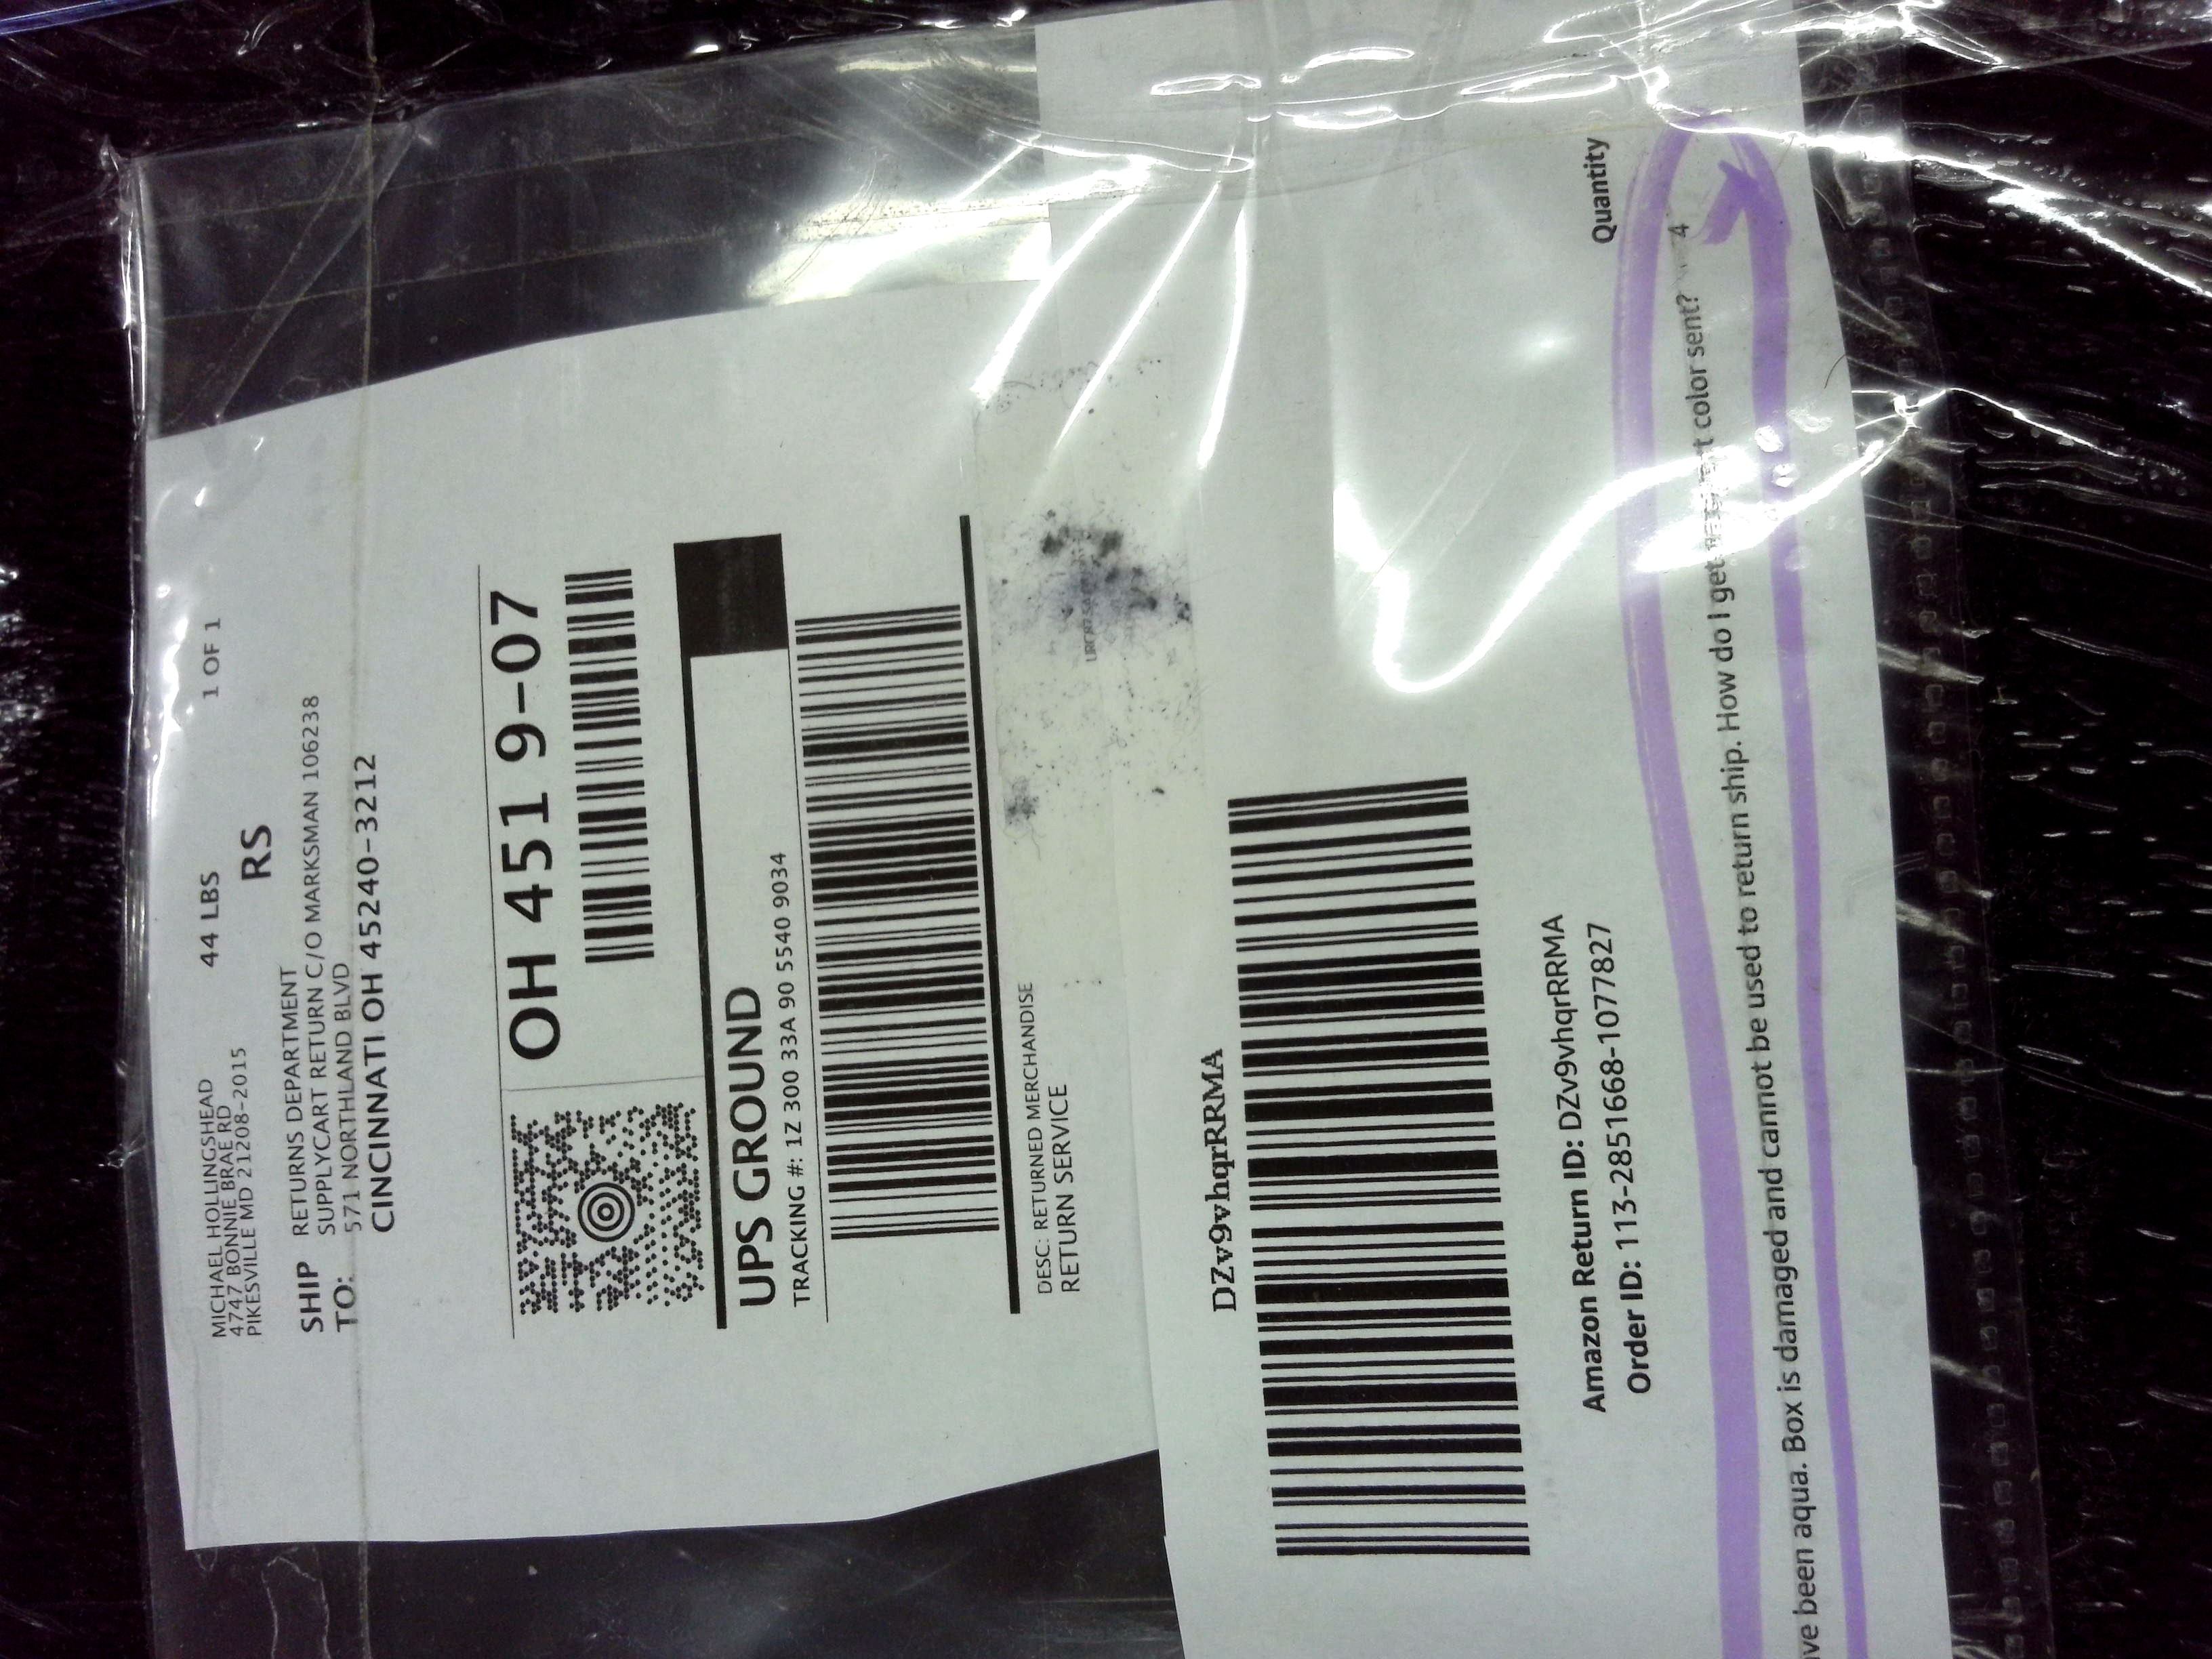 MICHAEL HOLLINGSHEAD
4747 BONNIE BRAE RD
PIKESVILLE MD 21208-2015
44 LBS
1 OF 1
RS
SHIP TO:
RETURNS DEPARTMENT
SUPPLYCART RETURN C/O MARKSMAN 106238
571 NORTHLAND BLVD
CINCINNATI OH 45240-3212
OH 451 9-07
UPS GROUND
TRACKING #: 1Z 300 33A 90 5540 9034
DESC: RETURNED MERCHANDISE
RETURN SERVICE
DZv9vhqrRRMA
Amazon Return ID: DZv9vhqrRRMA
Order ID: 113-2851668-1077827
Quantity
been aqua. Box is damaged and cannot be used to return ship. How do I get color sent? 4